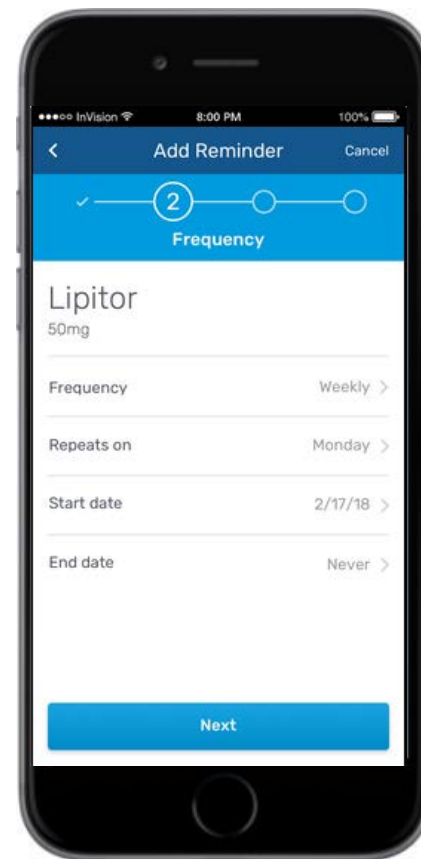 InVision 8:00 PM 100%
Add Reminder Cancel
2
Frequency
Lipitor
50mg
Frequency Weekly
Repeats on Monday
Start date 2/17/18
End date Never
Next